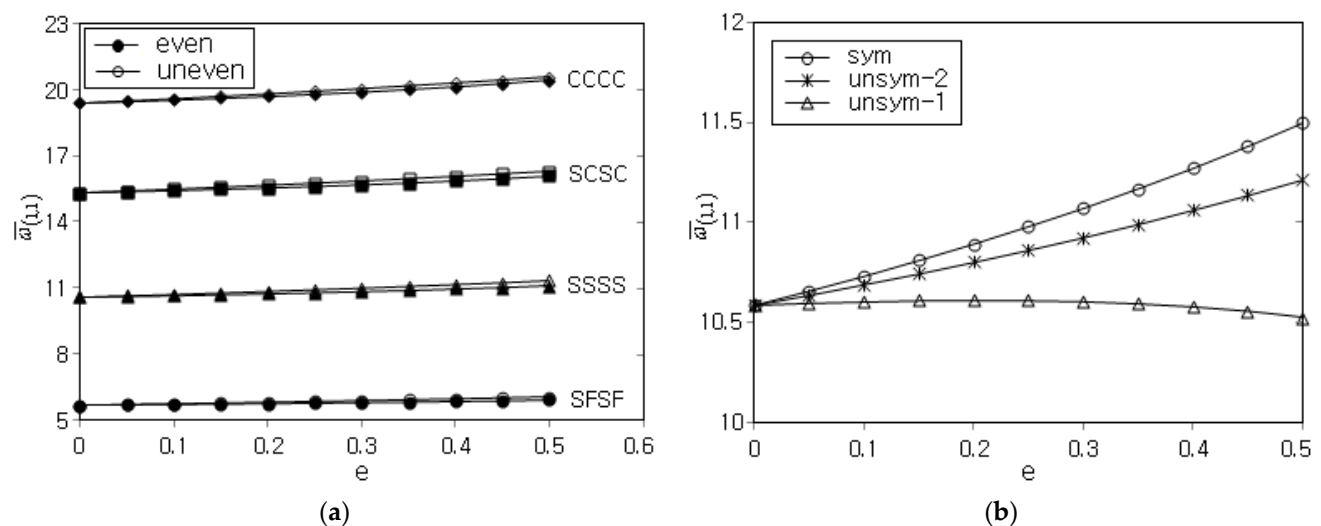 23
20
17
14
11
8
5
even
uneven
CCCC
SCSC
SSSS
SFSF
ω̅(1,1)
0 0.1 0.2 0.3 0.4 0.5 0.6
e
(a)
12
11.5
11
10.5
10
sym
unsym-2
unsym-1
ω̅(1,1)
0 0.1 0.2 0.3 0.4 0.5
e
(b)